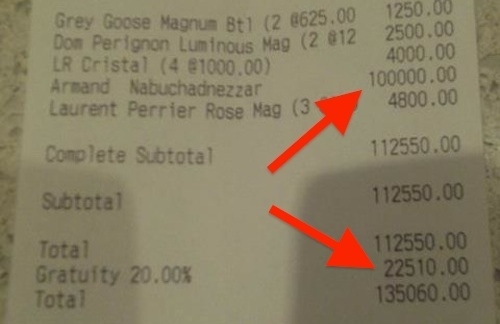 Grey Goose Magnum Btl (2 @625.00 1250.00
Dom Perignon Luminous Mag (2 @12 2500.00
LR Cristal (4 @1000.00) 4000.00
Armand Nabuchadnezzar 100000.00
Laurent Perrier Rose Mag (3 4800.00
Complete Subtotal 112550.00
Subtotal 112550.00
Total 112550.00
Gratuity 20.00% 22510.00
Total 135060.00